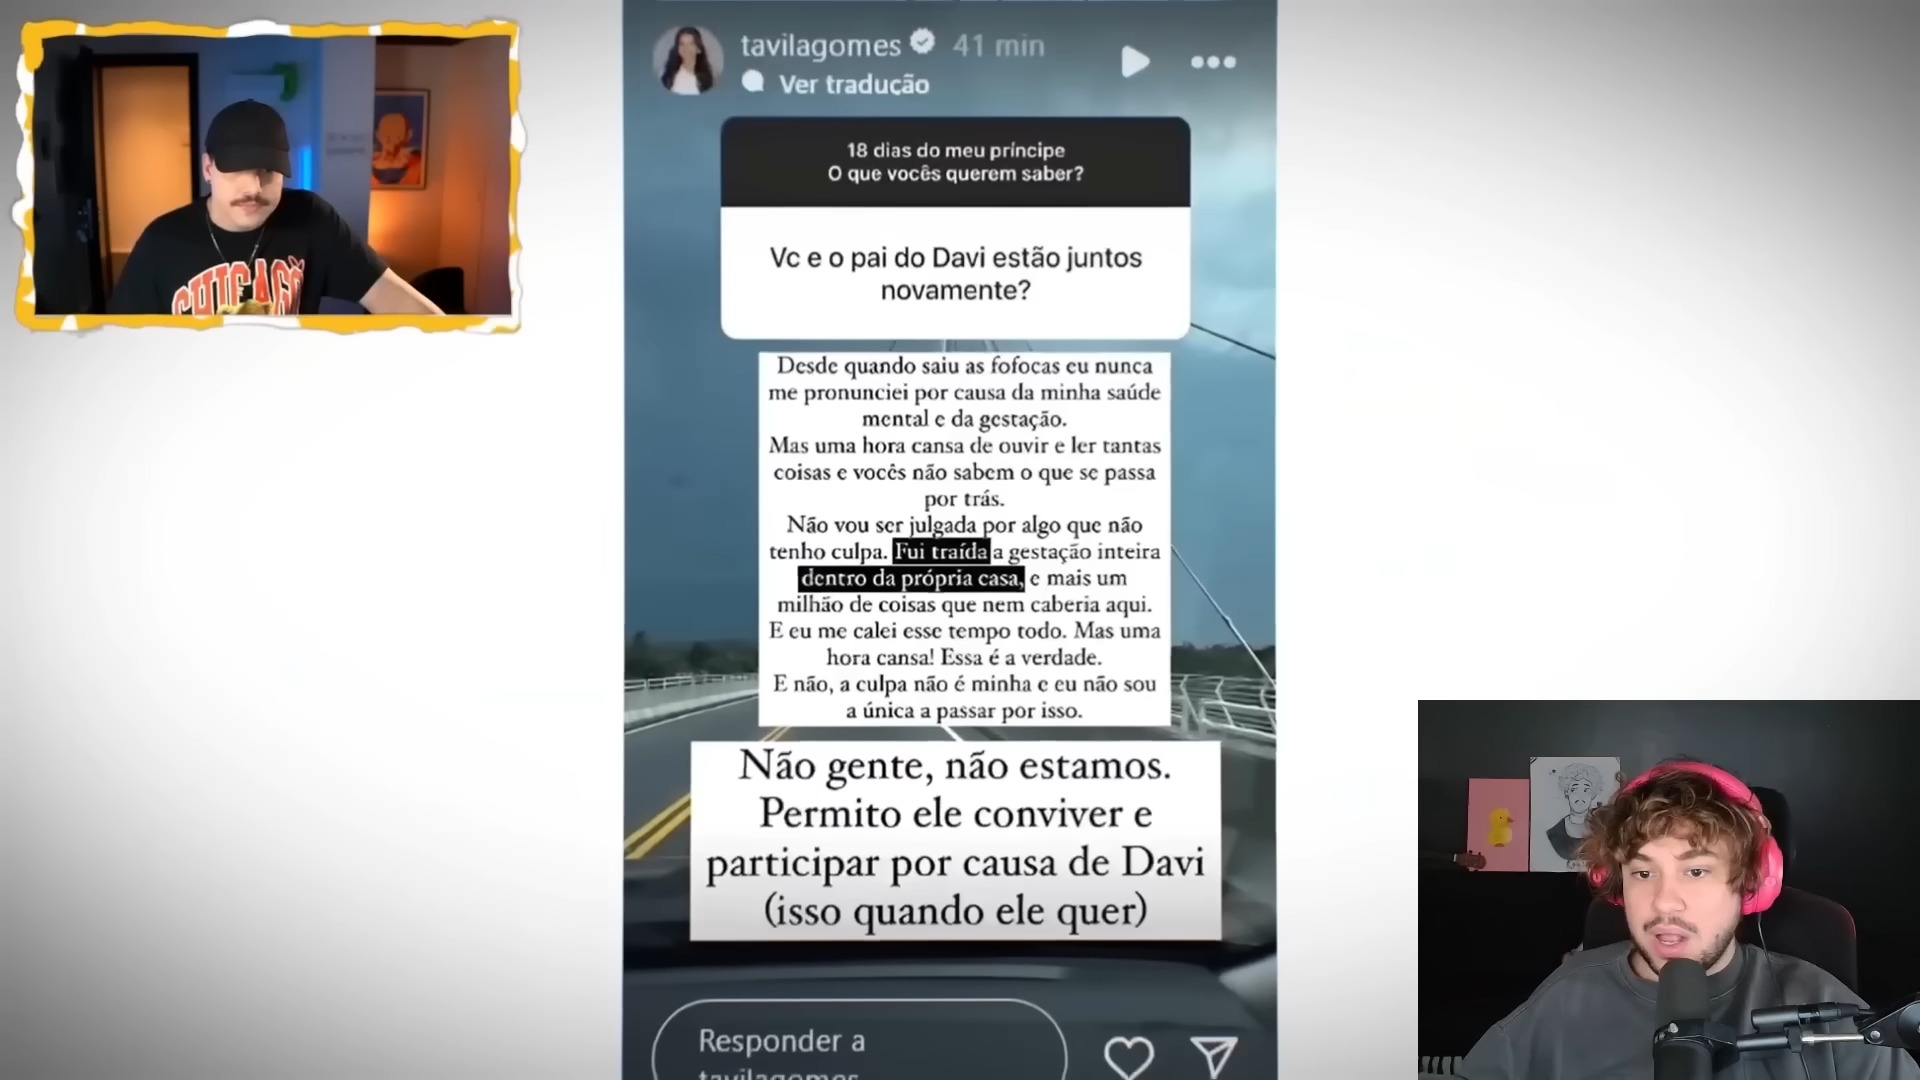 tavilagomes 41 min
Ver tradução
18 dias do meu príncipe
O que vocês querem saber?
Vc e o pai do Davi estão juntos
novamente?
Desde quando saiu as fofocas eu nunca
me pronunciei por causa da minha saúde
mental e da gestação.
Mas uma hora cansa de ouvir e ler tantas
coisas e vocês não sabem o que se passa
por trás.
Não vou ser julgada por algo que não
tenho culpa. Fui traída a gestação inteira
dentro da própria casa, e mais um
milhão de coisas que nem caberia aqui.
E eu me calei esse tempo todo. Mas uma
hora cansa! Essa é a verdade.
E não, a culpa não é minha e eu não sou
a única a passar por isso.
Não gente, não estamos.
Permito ele conviver e
participar por causa de Davi
(isso quando ele quer)
Responder a
tavilagomes
CHICAGO